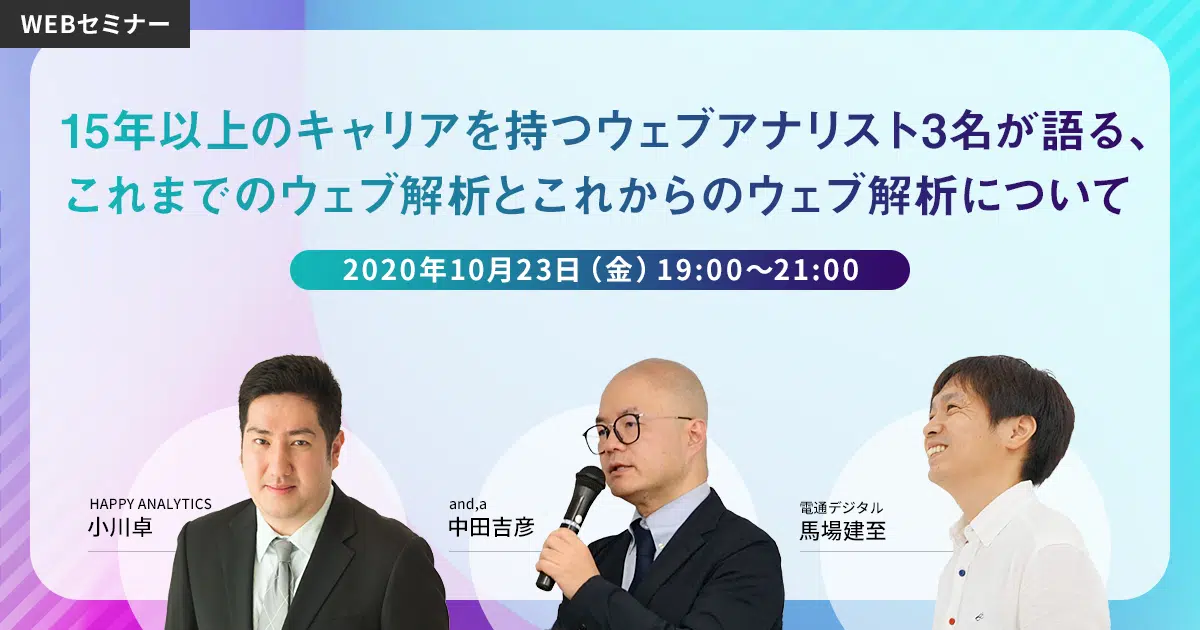 WEBセミナー
15年以上のキャリアを持つウェブアナリスト3名が語る、
これまでのウェブ解析とこれからのウェブ解析について
2020年10月23日（金）19:00〜21:00
HAPPY ANALYTICS
小川卓
and,a
中田吉彦
電通デジタル
馬場建至